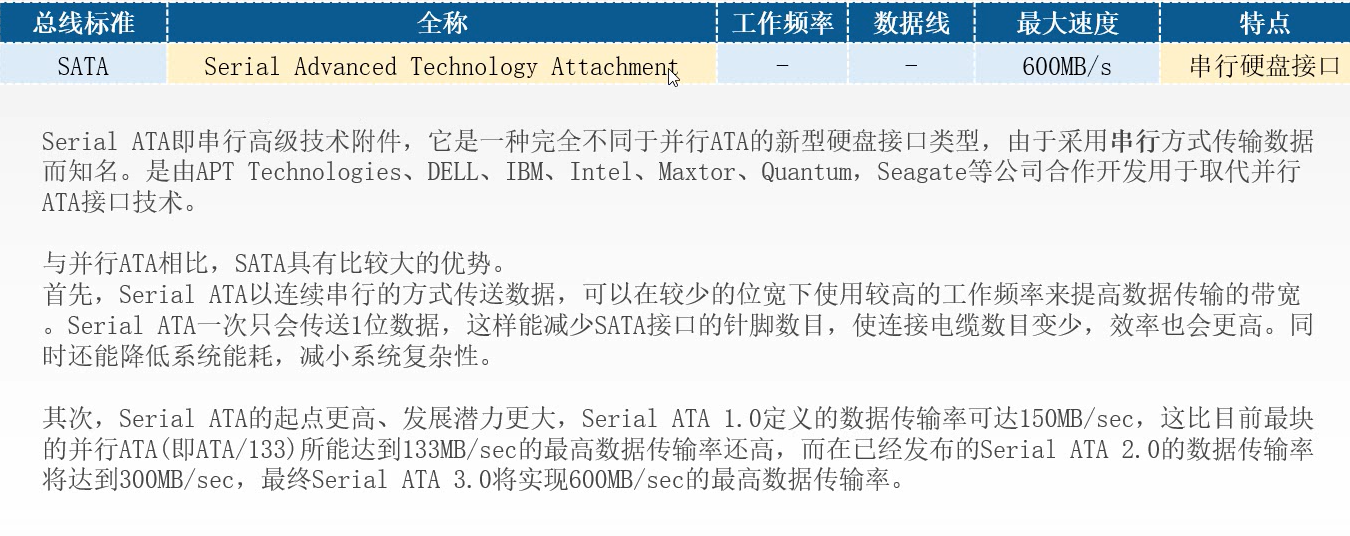 总线标准 全称 工作频率 数据线 最大速度 特点
SATA Serial Advanced Technology Attachment - - 600MB/s 串行硬盘接口
Serial ATA即串行高级技术附件，它是一种完全不同于并行ATA的新型硬盘接口类型，由于采用串行方式传输数据
而知名。是由APT Technologies、DELL、IBM、Intel、Maxtor、Quantum，Seagate等公司合作开发用于取代并行
ATA接口技术。
与并行ATA相比，SATA具有比较大的优势。
首先，Serial ATA以连续串行的方式传送数据，可以在较少的位宽下使用较高的工作频率来提高数据传输的带宽
。Serial ATA一次只会传送1位数据，这样能减少SATA接口的针脚数目，使连接电缆数目变少，效率也会更高。同
时还能降低系统能耗，减小系统复杂性。
其次，Serial ATA的起点更高、发展潜力更大，Serial ATA 1.0定义的数据传输率可达150MB/sec，这比目前最块
的并行ATA(即ATA/133)所能达到133MB/sec的最高数据传输率还高，而在已经发布的Serial ATA 2.0的数据传输率
将达到300MB/sec，最终Serial ATA 3.0将实现600MB/sec的最高数据传输率。